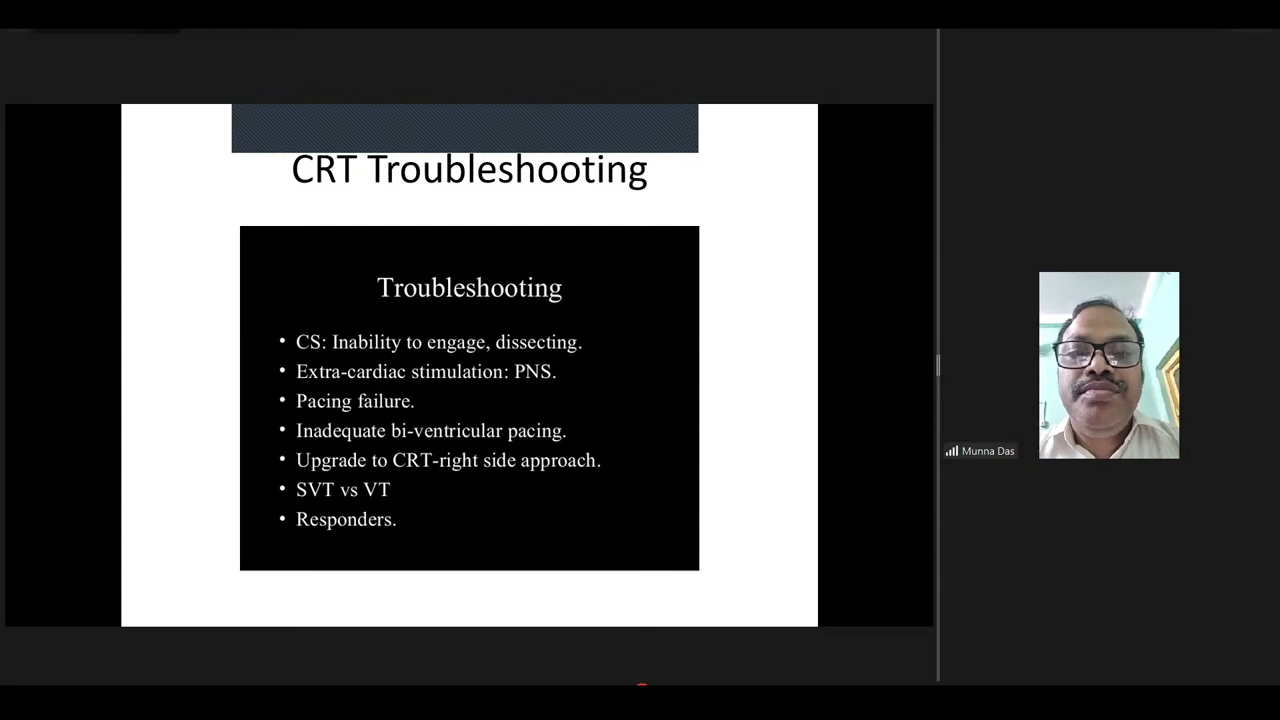 CRT Troubleshooting
Troubleshooting
• CS: Inability to engage, dissecting.
• Extra-cardiac stimulation: PNS.
• Pacing failure.
• Inadequate bi-ventricular pacing.
• Upgrade to CRT-right side approach.
• SVT vs VT
• Responders.
Munna Das